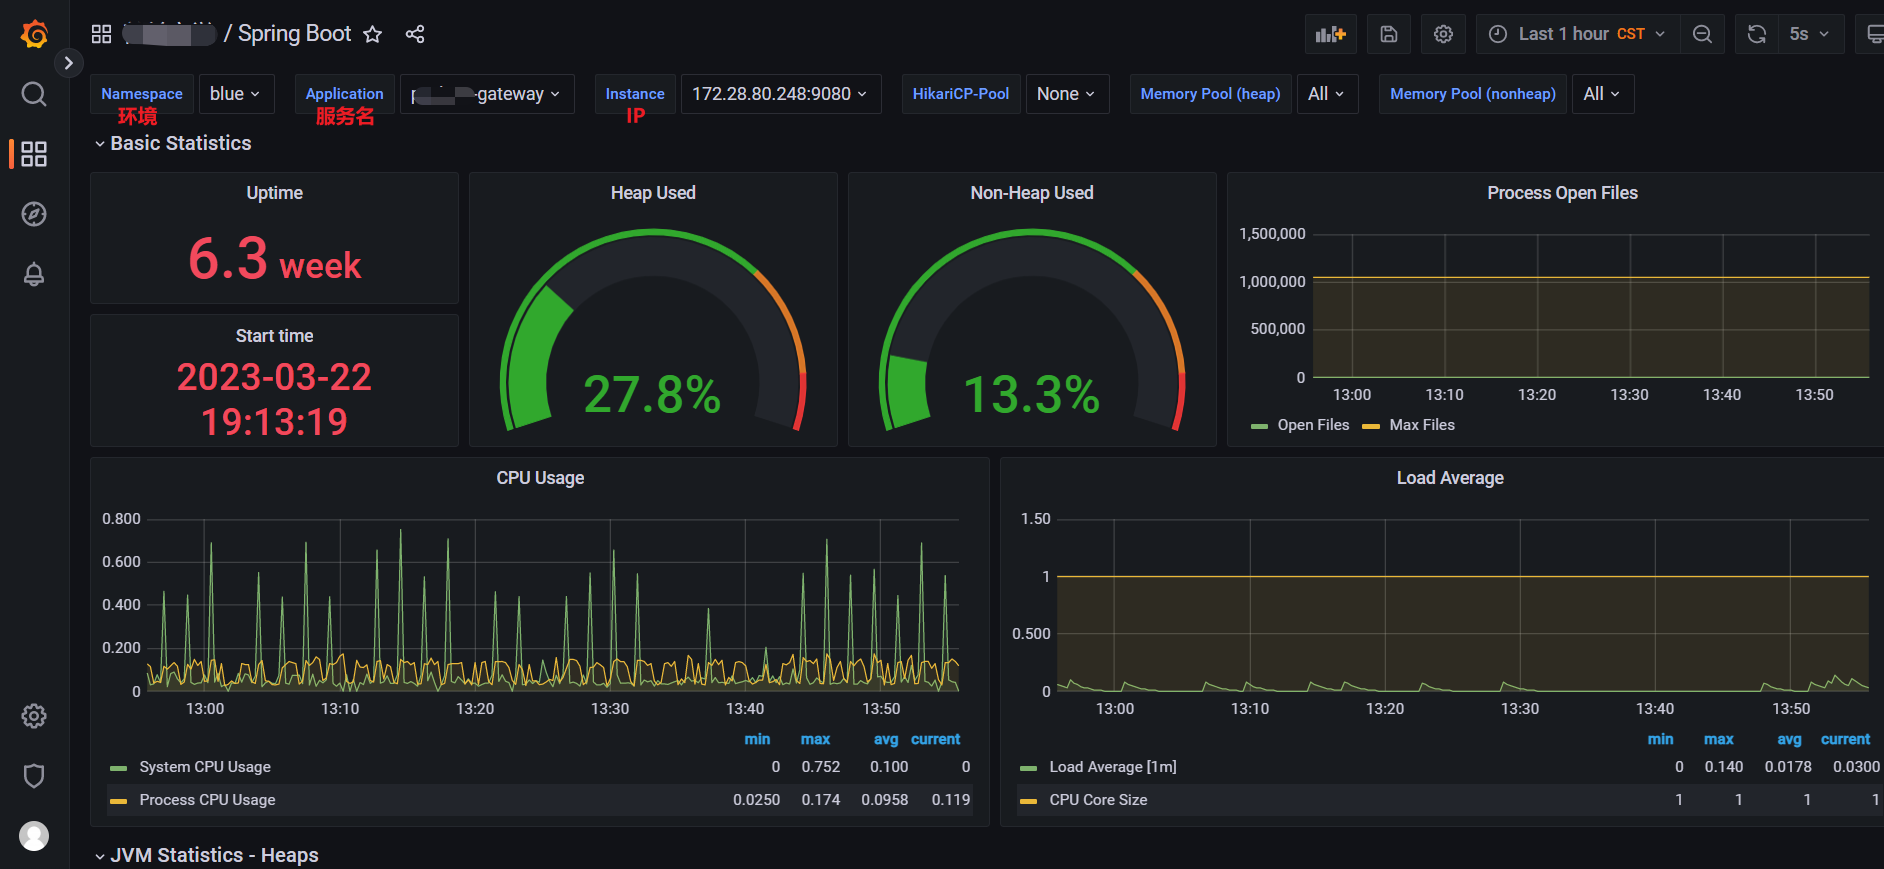 / Spring Boot
Last 1 hour CST
5s
Namespace blue Application -gateway Instance 172.28.80.248:9080 HikariCP-Pool None Memory Pool (heap) All Memory Pool (nonheap) All
环境 服务名 IP
Basic Statistics
Uptime
6.3 week
Start time
2023-03-22
19:13:19
Heap Used
27.8%
Non-Heap Used
13.3%
Process Open Files
1,500,000
1,000,000
500,000
0
13:00 13:10 13:20 13:30 13:40 13:50
Open Files Max Files
CPU Usage
0.800
0.600
0.400
0.200
0
13:00 13:10 13:20 13:30 13:40 13:50
min max avg current
System CPU Usage 0 0.752 0.100 0
Process CPU Usage 0.0250 0.174 0.0958 0.119
Load Average
1.50
1
0.500
0
13:00 13:10 13:20 13:30 13:40 13:50
min max avg current
Load Average [1m] 0 0.140 0.0178 0.0300
CPU Core Size 1 1 1 1
JVM Statistics - Heaps